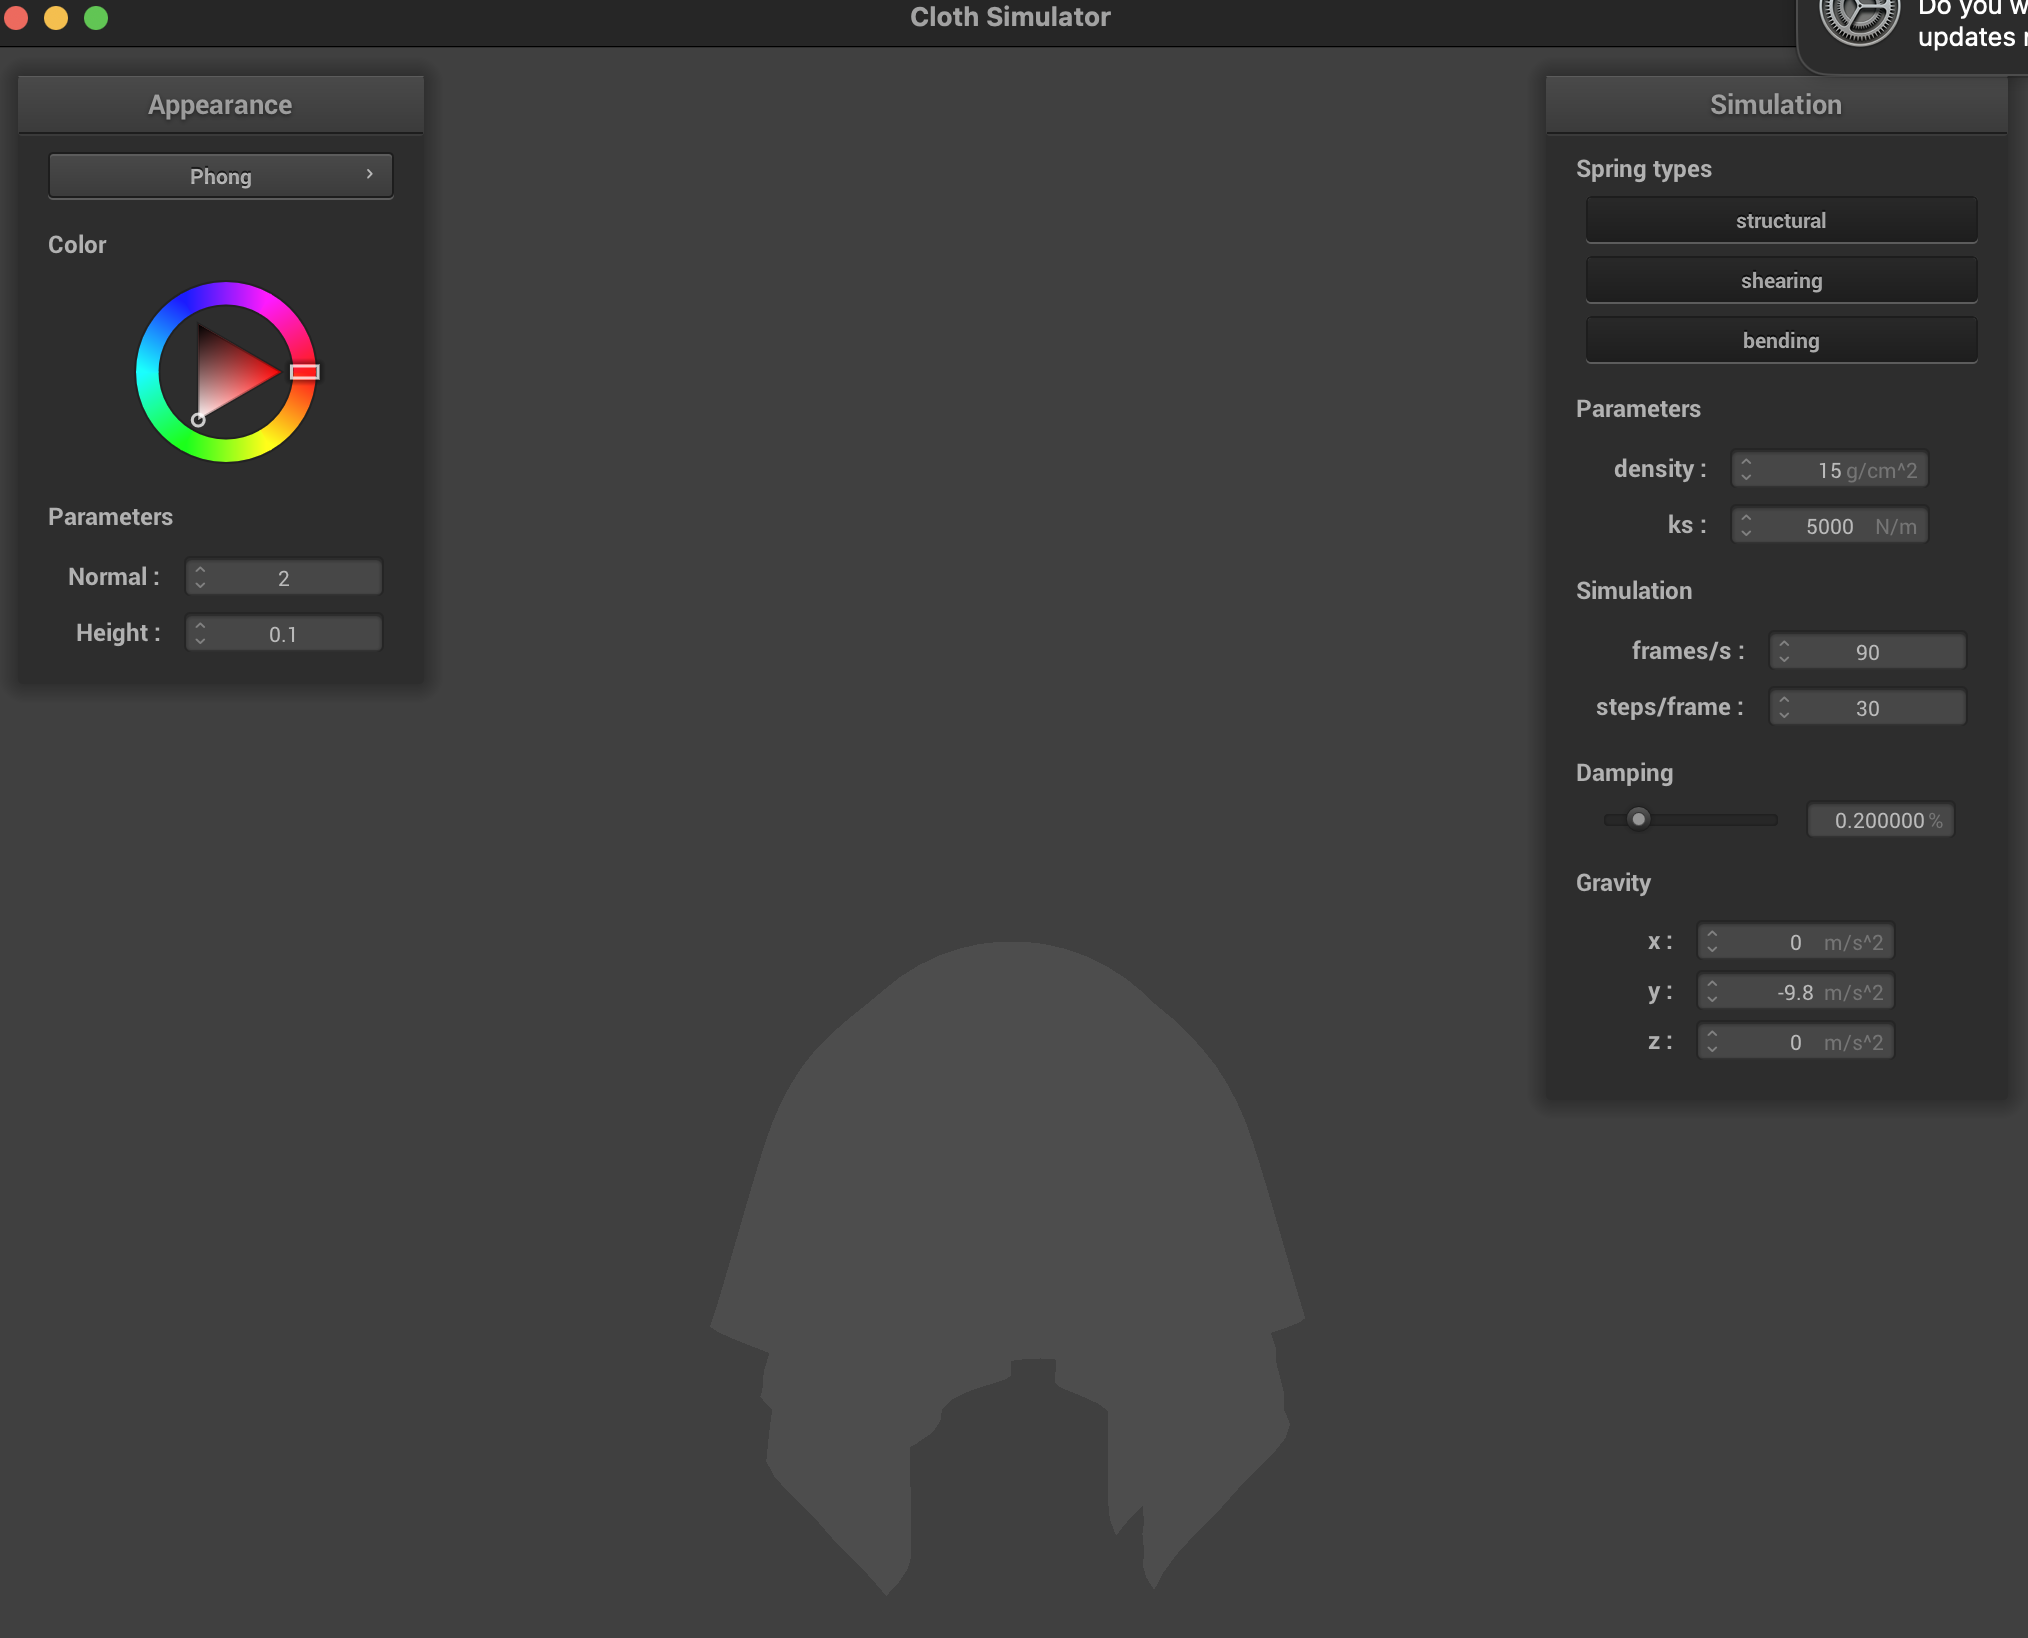 Cloth Simulator
Do you w
updates
Appearance
Phong
Color
Parameters
Normal :
2
Height :
0.1
Simulation
Spring types
structural
shearing
bending
Parameters
density :
15 g/cm^2
ks :
5000 N/m
Simulation
frames/s :
90
steps/frame :
30
Damping
0.200000 %
Gravity
x :
0 m/s^2
y :
-9.8 m/s^2
z :
0 m/s^2